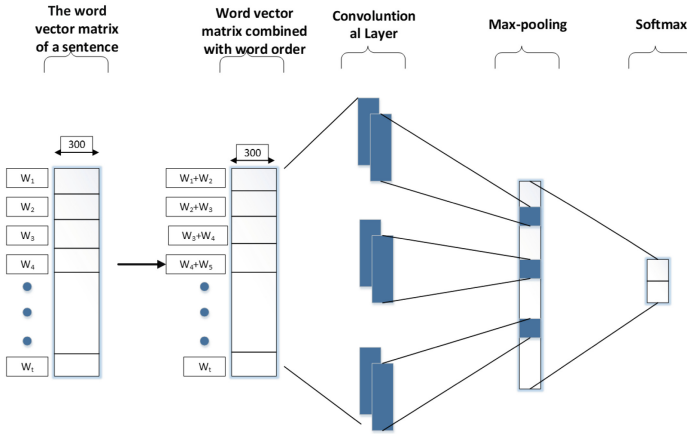 The word
vector matrix
of a sentence
Word vector
matrix combined
with word order
Convoluntion
al Layer
Max-pooling
Softmax
300
300
W1
W2
W3
W4
Wt
W1+W2
W2+W3
W3+W4
W4+W5
Wt